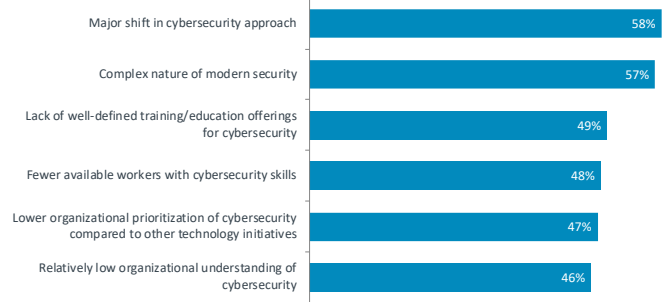 Major shift in cybersecurity approach
58%
Complex nature of modern security
57%
Lack of well-defined training/education offerings
for cybersecurity
49%
Fewer available workers with cybersecurity skills
48%
Lower organizational prioritization of cybersecurity
compared to other technology initiatives
47%
Relatively low organizational understanding of
cybersecurity
46%